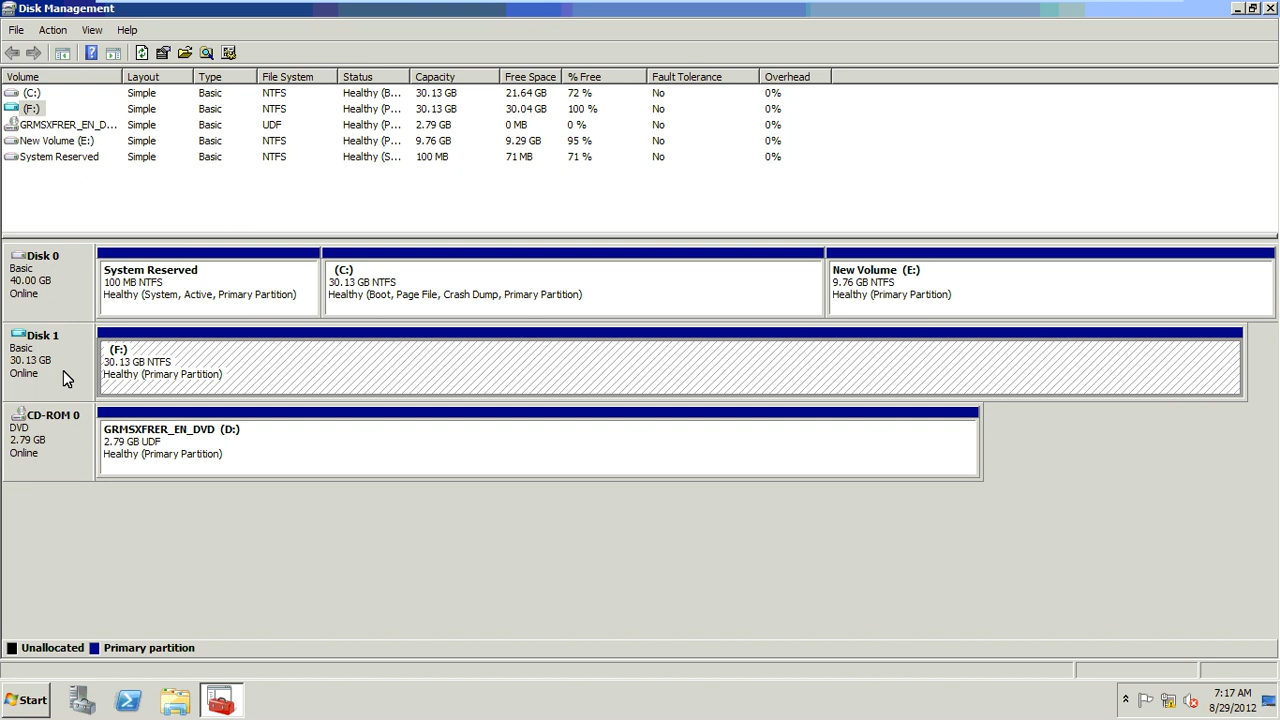 Disk Management
File Action View Help
Volume Layout Type File System Status Capacity Free Space % Free Fault Tolerance Overhead
(C:) Simple Basic NTFS Healthy (B... 30.13 GB 21.64 GB 72 % No 0%
(F:) Simple Basic NTFS Healthy (P... 30.13 GB 30.04 GB 100 % No 0%
GRMSXFRER_EN_D... Simple Basic UDF Healthy (P... 2.79 GB 0 MB 0 % No 0%
New Volume (E:) Simple Basic NTFS Healthy (P... 9.76 GB 9.29 GB 95 % No 0%
System Reserved Simple Basic NTFS Healthy (S... 100 MB 71 MB 71 % No 0%
Disk 0
Basic
40.00 GB
Online
System Reserved
100 MB NTFS
Healthy (System, Active, Primary Partition)
(C:)
30.13 GB NTFS
Healthy (Boot, Page File, Crash Dump, Primary Partition)
New Volume (E:)
9.76 GB NTFS
Healthy (Primary Partition)
Disk 1
Basic
30.13 GB
Online
(F:)
30.13 GB NTFS
Healthy (Primary Partition)
CD-ROM 0
DVD
2.79 GB
Online
GRMSXFRER_EN_DVD (D:)
2.79 GB UDF
Healthy (Primary Partition)
Unallocated Primary partition
Start
7:17 AM
8/29/2012